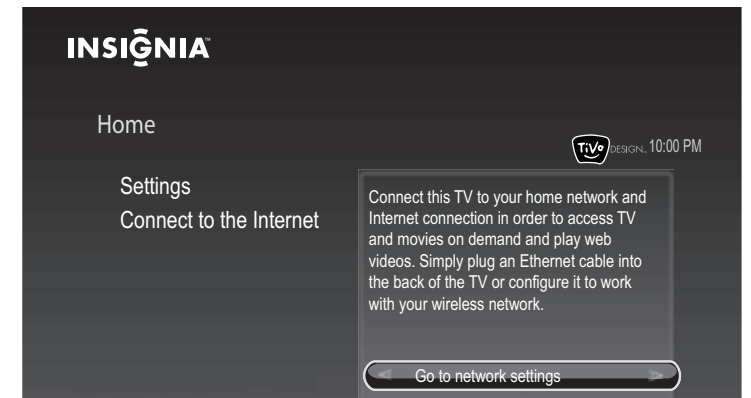 INSIGNIA™
Home
TiVo DESIGN.. 10:00 PM
Settings
Connect to the Internet
Connect this TV to your home network and
Internet connection in order to access TV
and movies on demand and play web
videos. Simply plug an Ethernet cable into
the back of the TV or configure it to work
with your wireless network.
Go to network settings